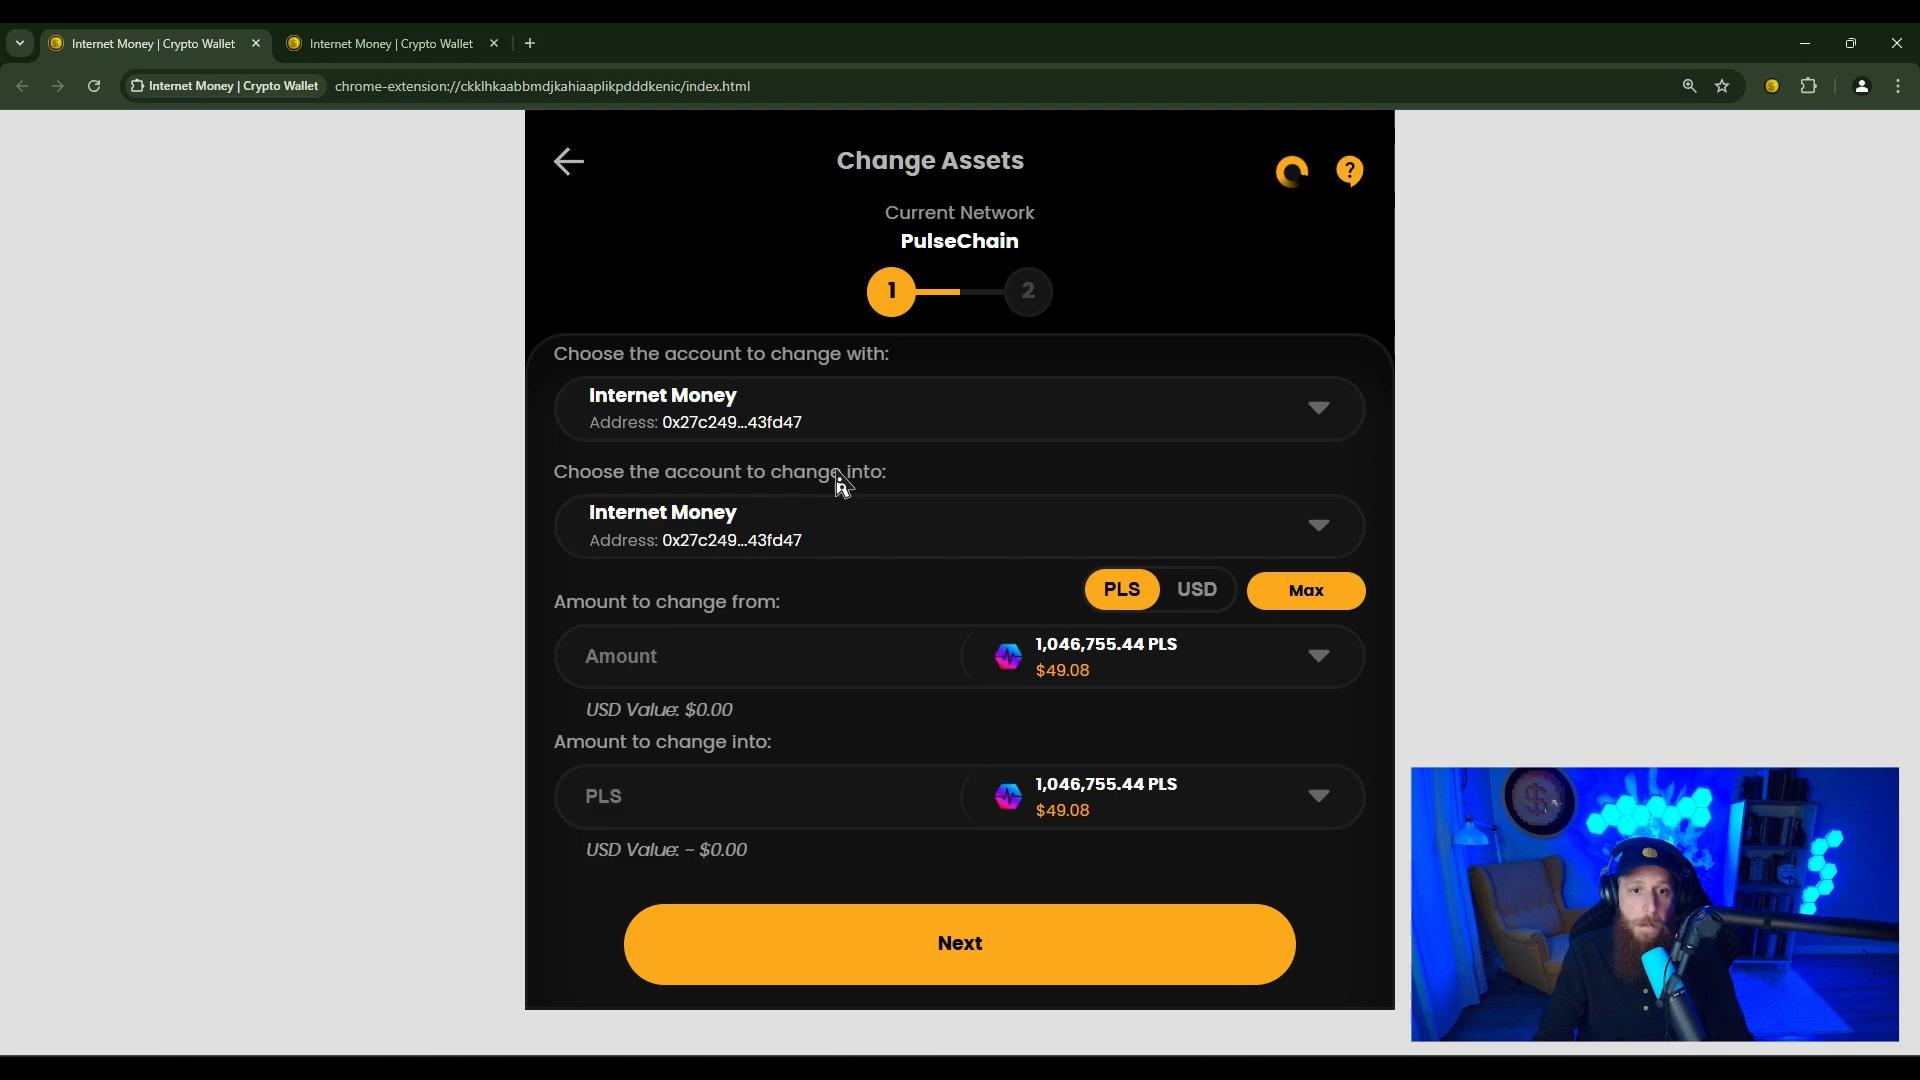 Internet Money | Crypto Wallet
Internet Money | Crypto Wallet
Internet Money | Crypto Wallet
chrome-extension://ckklhkaabbmdjkahiaaplikpdddkenic/index.html
Change Assets
?
Current Network
PulseChain
1
2
Choose the account to change with:
Internet Money
Address: 0x27c249...43fd47
Choose the account to change into:
Internet Money
Address: 0x27c249...43fd47
PLS
USD
Max
Amount to change from:
Amount
1,046,755.44 PLS
$49.08
USD Value: $0.00
Amount to change into:
PLS
1,046,755.44 PLS
$49.08
USD Value: ~ $0.00
Next